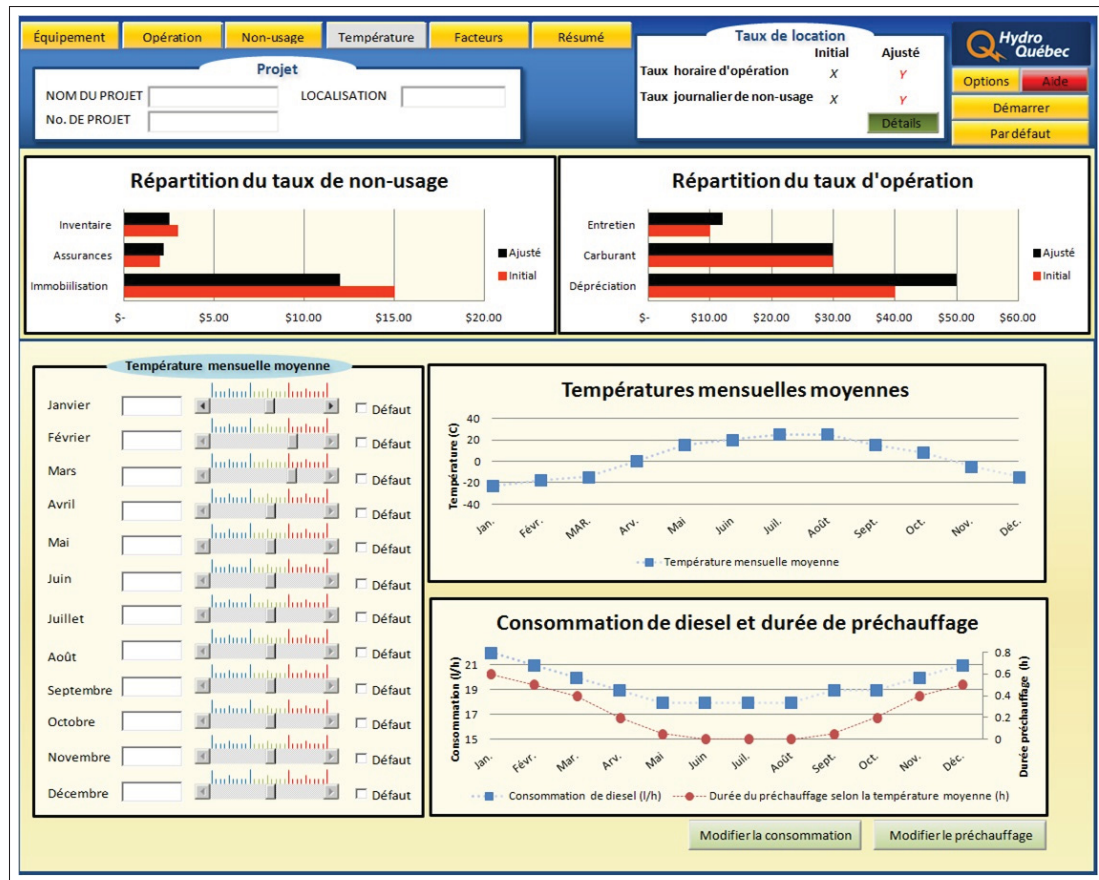 Équipement Opération Non-usage Température Facteurs Résumé
Projet
NOM DU PROJET LOCALISATION
No. DE PROJET
Taux de location
Initial Ajusté
Taux horaire d'opération X Y
Taux journalier de non-usage X Y
Détails
Hydro
Québec
Options Aide
Démarrer
Par défaut
Répartition du taux de non-usage
Inventaire
Assurances
Immobiilisation
Ajusté
Initial
$- $5.00 $10.00 $15.00 $20.00
Répartition du taux d'opération
Entretien
Carburant
Dépréciation
Ajusté
Initial
$- $10.00 $20.00 $30.00 $40.00 $50.00 $60.00
Température mensuelle moyenne
Janvier Défaut
Février Défaut
Mars Défaut
Avril Défaut
Mai Défaut
Juin Défaut
Juillet Défaut
Août Défaut
Septembre Défaut
Octobre Défaut
Novembre Défaut
Décembre Défaut
Températures mensuelles moyennes
Température (C)
40
20
0
-20
-40
Jan. Févr. MAR. Arv. Mai Juin Juil. Août Sept. Oct. Nov. Déc.
Température mensuelle moyenne
Consommation de diesel et durée de préchauffage
Consommation (l/h)
21
19
17
15
0.8
0.6
0.4
0.2
0
Durée préchauffage (h)
Jan. Févr. Mar. Arv. Mai Juin Juil. Août Sept. Oct. Nov. Déc.
Consommation de diesel (l/h) Durée du préchauffage selon la température moyenne (h)
Modifier la consommation Modifier le préchauffage